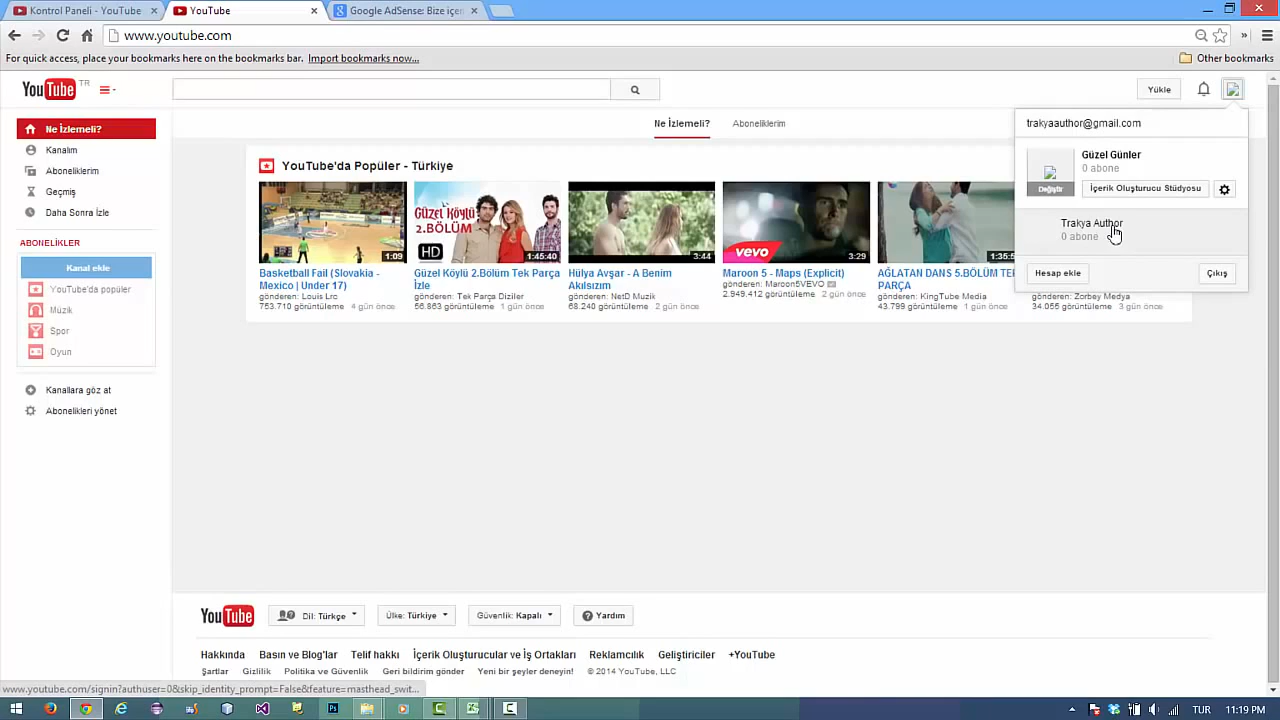 Kontrol Paneli - YouTube
YouTube
Google AdSense: Bize içer
www.youtube.com
For quick access, place your bookmarks here on the bookmarks bar. Import bookmarks now...
Other bookmarks
YouTube TR
Yükle
Ne İzlemeli?
Kanalım
Aboneliklerim
Geçmiş
Daha Sonra İzle
ABONELİKLER
Kanal ekle
YouTube'da popüler
Müzik
Spor
Oyun
Kanallara göz at
Abonelikleri yönet
Ne İzlemeli?
Aboneliklerim
YouTube'da Popüler - Türkiye
1:09
Basketball Fail (Slovakia -
Mexico | Under 17)
gönderen: Louis Lrc
753.710 görüntüleme 4 gün önce
GÜZEL KÖYLÜ
2.BÖLÜM
HD
1:45:40
Güzel Köylü 2.Bölüm Tek Parça
İzle
gönderen: Tek Parça Diziler
56.863 görüntüleme 1 gün önce
3:44
Hülya Avşar - A Benim
Akılsızım
gönderen: NetD Muzik
68.209 görüntüleme 2 gün önce
vevo
3:29
Maroon 5 - Maps (Explicit)
gönderen: Maroon5VEVO
2.949.412 görüntüleme 2 gün önce
1:35:5
AĞLATAN DANS 5.BÖLÜM TEK
PARÇA
gönderen: KingTube Media
43.799 görüntüleme 1 gün önce
gönderen: Zorbey Medya
34.055 görüntüleme 3 gün önce
trakyaauthor@gmail.com
Güzel Günler
0 abone
Değiştir
İçerik Oluşturucu Stüdyosu
Trakya Author
0 abone
Hesap ekle
Çıkış
YouTube
Dil: Türkçe
Ülke: Türkiye
Güvenlik: Kapalı
Yardım
Hakkında Basın ve Blog'lar Telif hakkı İçerik Oluşturucular ve İş Ortakları Reklamcılık Geliştiriciler +YouTube
Şartlar Gizlilik Politika ve Güvenlik Geri bildirim gönder Yeni bir şeyler deneyin! © 2014 YouTube, LLC
www.youtube.com/signin?authuser=0&skip_identity_prompt=False&feature=masthead_swit...
TUR
11:19 PM